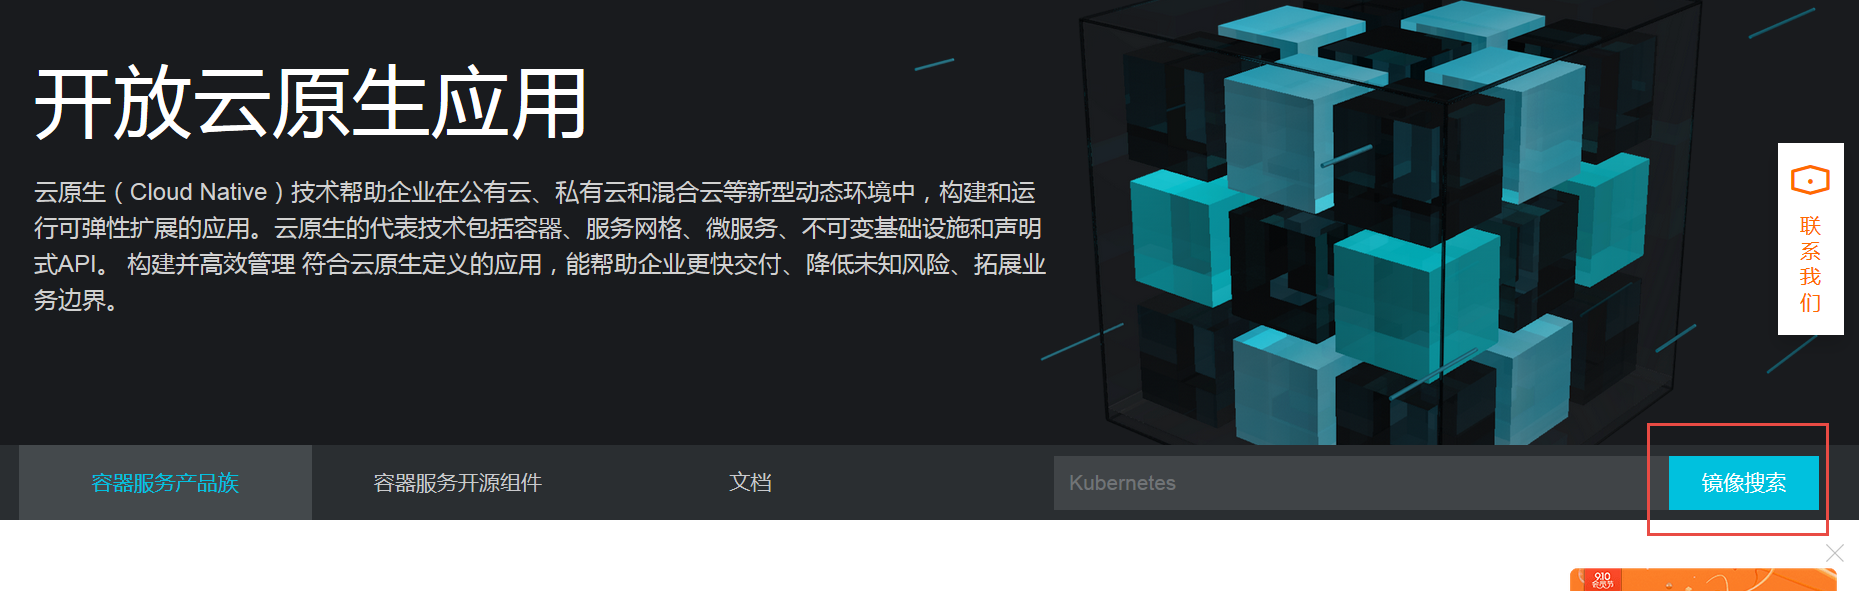 开放云原生应用
云原生（Cloud Native）技术帮助企业在公有云、私有云和混合云等新型动态环境中，构建和运
行可弹性扩展的应用。云原生的代表技术包括容器、服务网格、微服务、不可变基础设施和声明
式API。 构建并高效管理 符合云原生定义的应用，能帮助企业更快交付、降低未知风险、拓展业
务边界。
联
系
我
们
容器服务产品族
容器服务开源组件
文档
Kubernetes
镜像搜索
910
会员节